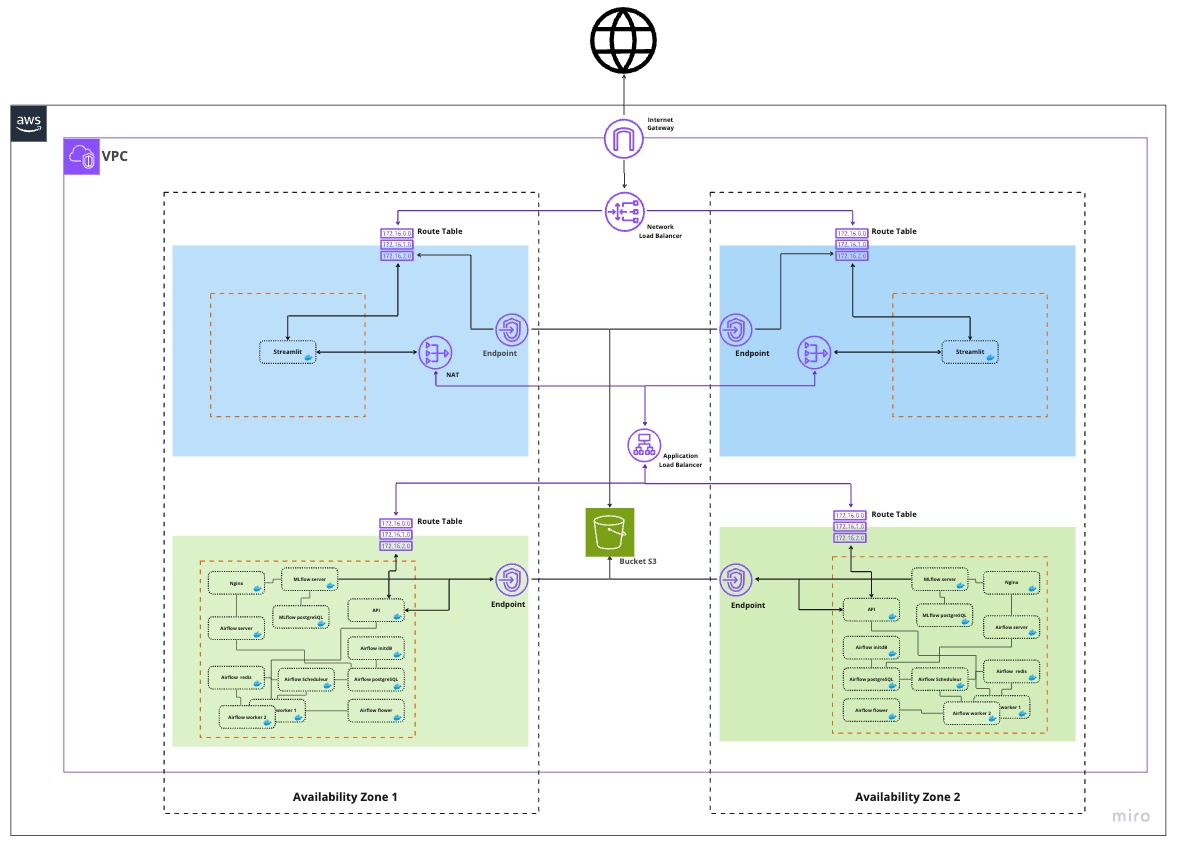 aws
Internet
Gateway
VPC
Network
Load Balancer
172.16.0.0
172.16.1.0
172.16.2.0
Route Table
172.16.0.0
172.16.1.0
172.16.2.0
Route Table
Streamlit
NAT
Endpoint
Endpoint
Streamlit
Application
Load Balancer
172.16.0.0
172.16.1.0
172.16.2.0
Route Table
172.16.0.0
172.16.1.0
172.16.2.0
Route Table
Bucket S3
Nginx
MLflow server
MLflow postgreSQL
API
Airflow server
Airflow initdB
Airflow redis
Airflow Scheduleur
Airflow postgreSQL
worker 1
Airflow worker 2
Airflow flower
Endpoint
Endpoint
MLflow server
Nginx
API
MLflow postgreSQL
Airflow server
Airflow initdB
Airflow postgreSQL
Airflow Scheduleur
Airflow redis
Airflow flower
Airflow worker 2
worker 1
Availability Zone 1
Availability Zone 2
miro